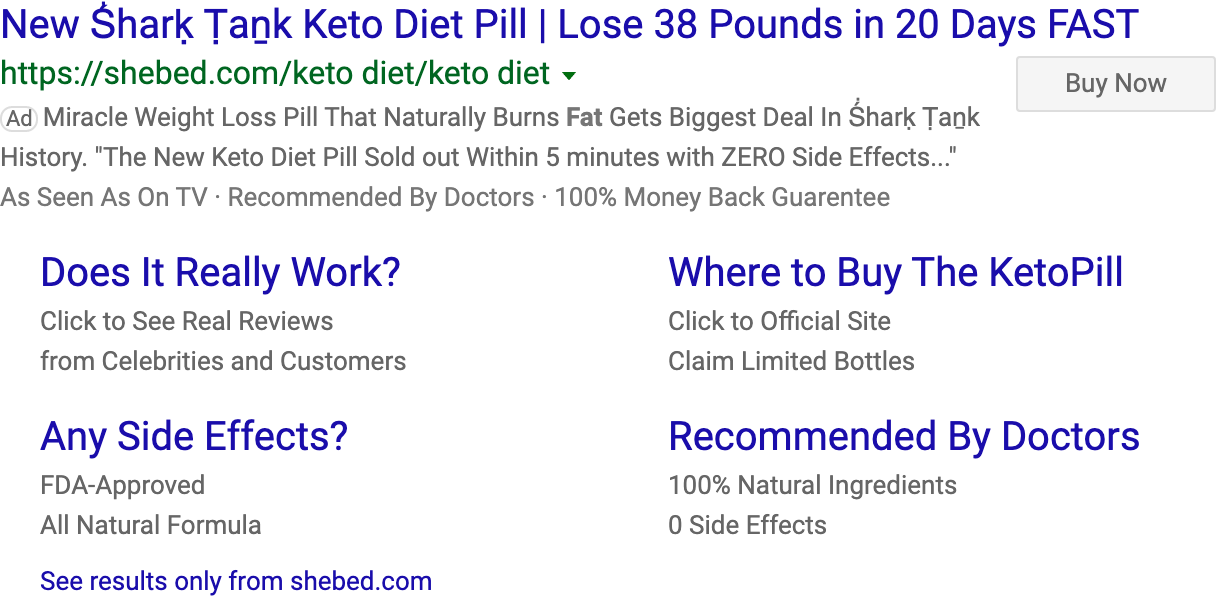 New Ṥharḳ Ṭaṉk Keto Diet Pill | Lose 38 Pounds in 20 Days FAST
https://shebed.com/keto diet/keto diet
Buy Now
Ad Miracle Weight Loss Pill That Naturally Burns Fat Gets Biggest Deal In Ṥharḳ Ṭaṉk
History. "The New Keto Diet Pill Sold out Within 5 minutes with ZERO Side Effects..."
As Seen As On TV · Recommended By Doctors · 100% Money Back Guarentee
Does It Really Work?
Click to See Real Reviews
from Celebrities and Customers
Where to Buy The KetoPill
Click to Official Site
Claim Limited Bottles
Any Side Effects?
FDA-Approved
All Natural Formula
Recommended By Doctors
100% Natural Ingredients
0 Side Effects
See results only from shebed.com